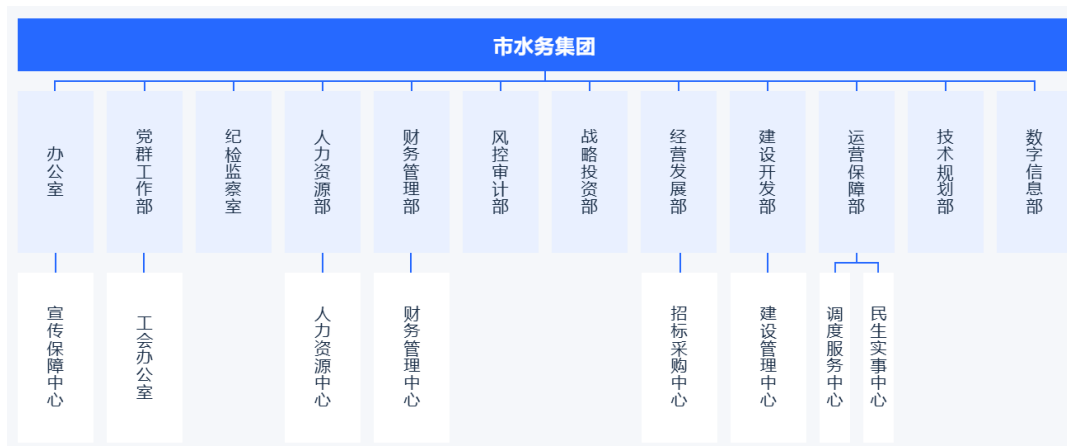 市水务集团
办公室
党群工作部
纪检监察室
人力资源部
财务管理部
风控审计部
战略投资部
经营发展部
建设开发部
运营保障部
技术规划部
数字信息部
宣传保障中心
工会办公室
人力资源中心
财务管理中心
招标采购中心
建设管理中心
调度服务中心
民生实事中心